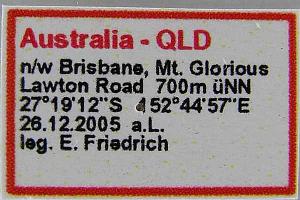 Australia - QLD
n/w Brisbane, Mt. Glorious
Lawton Road 700m üNN
27°19'12"S 152°44'57"E
26.12.2005 a.L.
leg. E. Friedrich